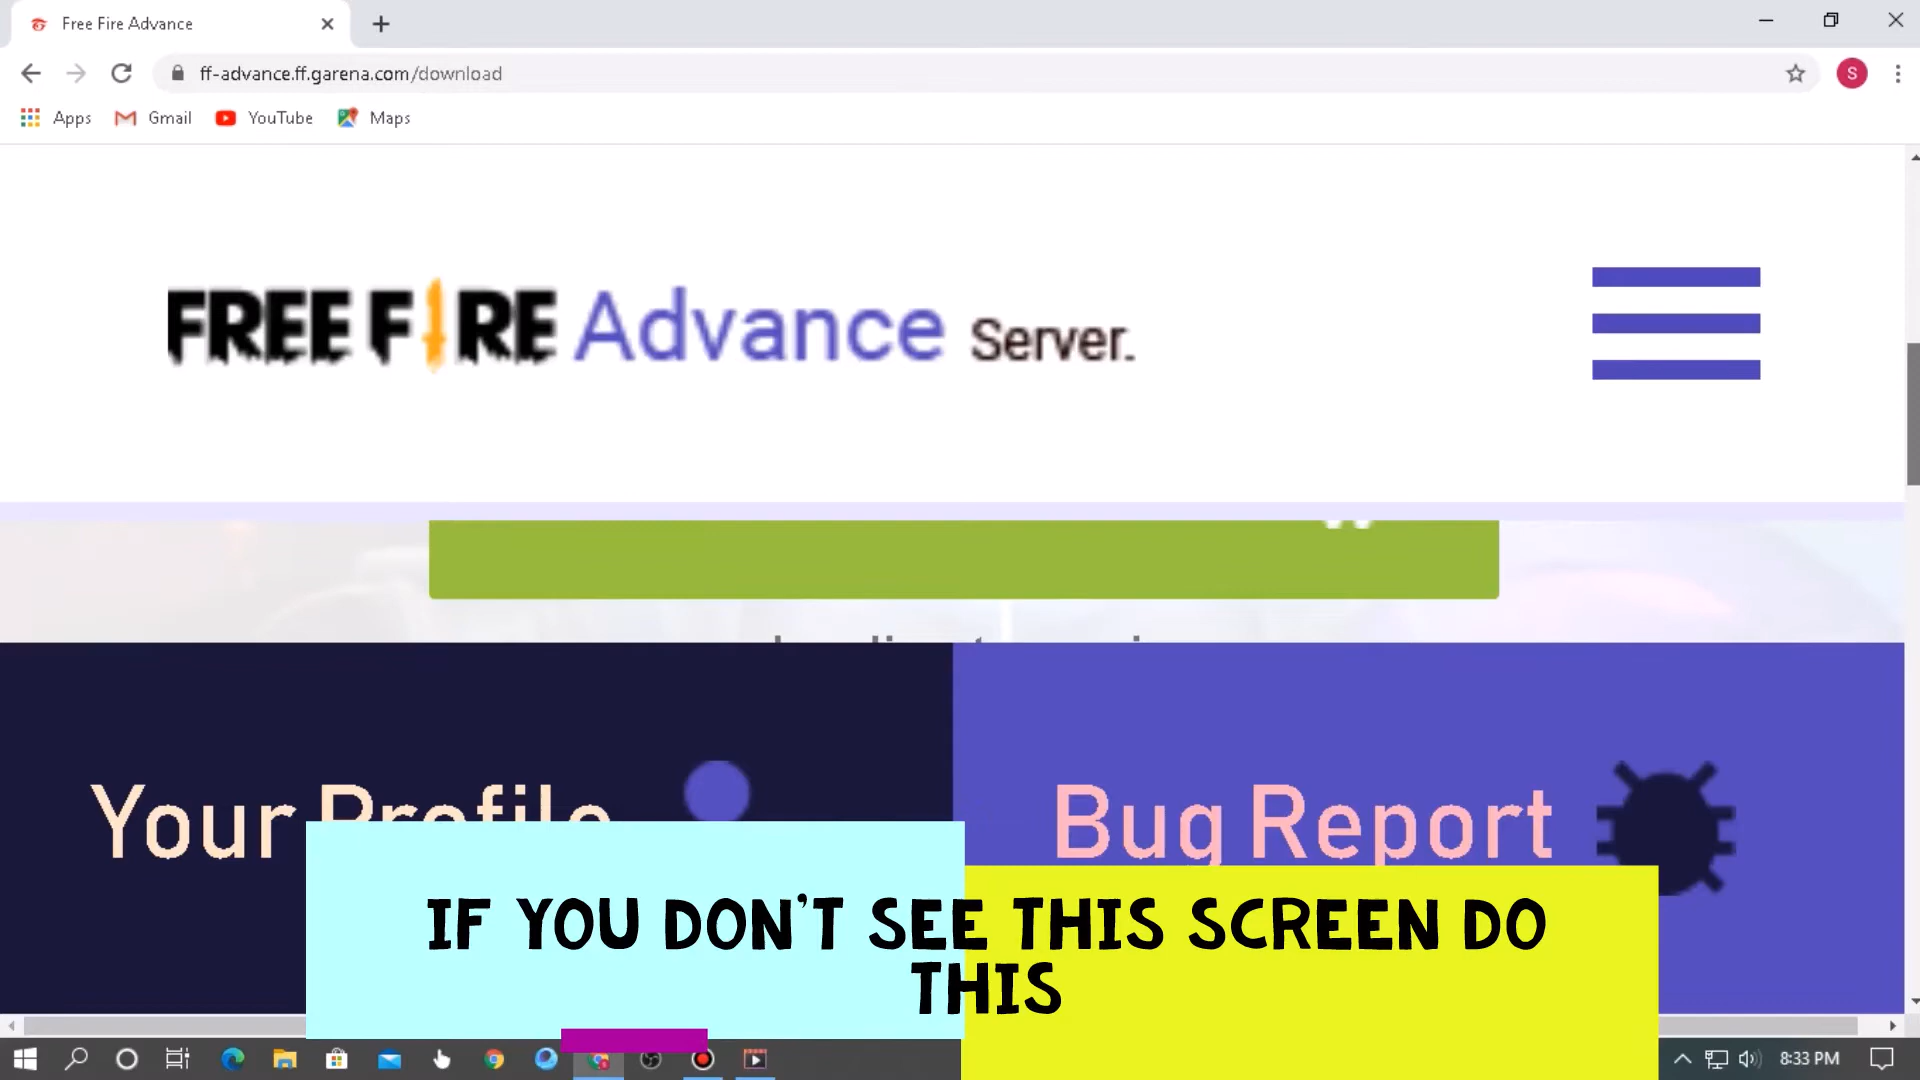 Free Fire Advance
ff-advance.ff.garena.com/download
S
Apps Gmail YouTube Maps
FREE FIRE Advance Server.
Your Profile
Bug Report
IF YOU DON'T SEE THIS SCREEN DO
THIS
8:33 PM